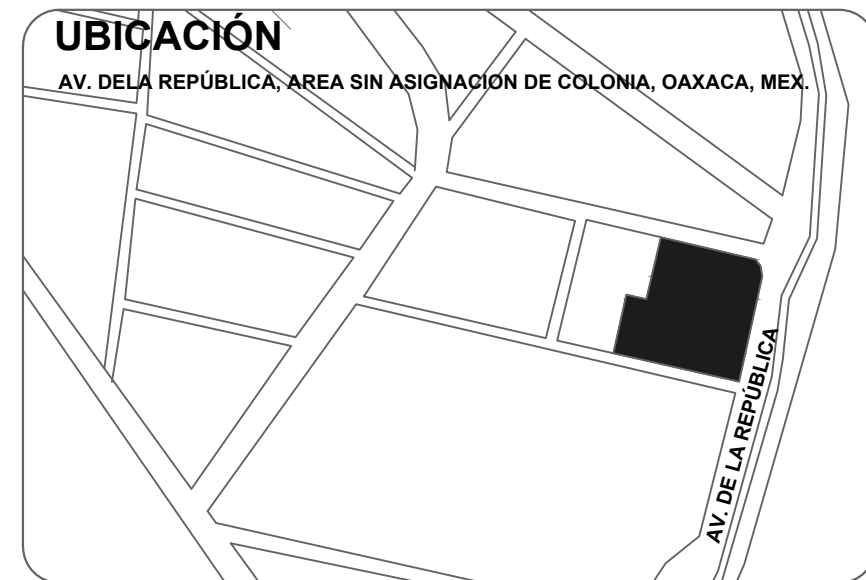 UBICACIÓN
AV. DELA REPÚBLICA, AREA SIN ASIGNACION DE COLONIA, OAXACA, MEX.
AV. DE LA REPÚBLICA